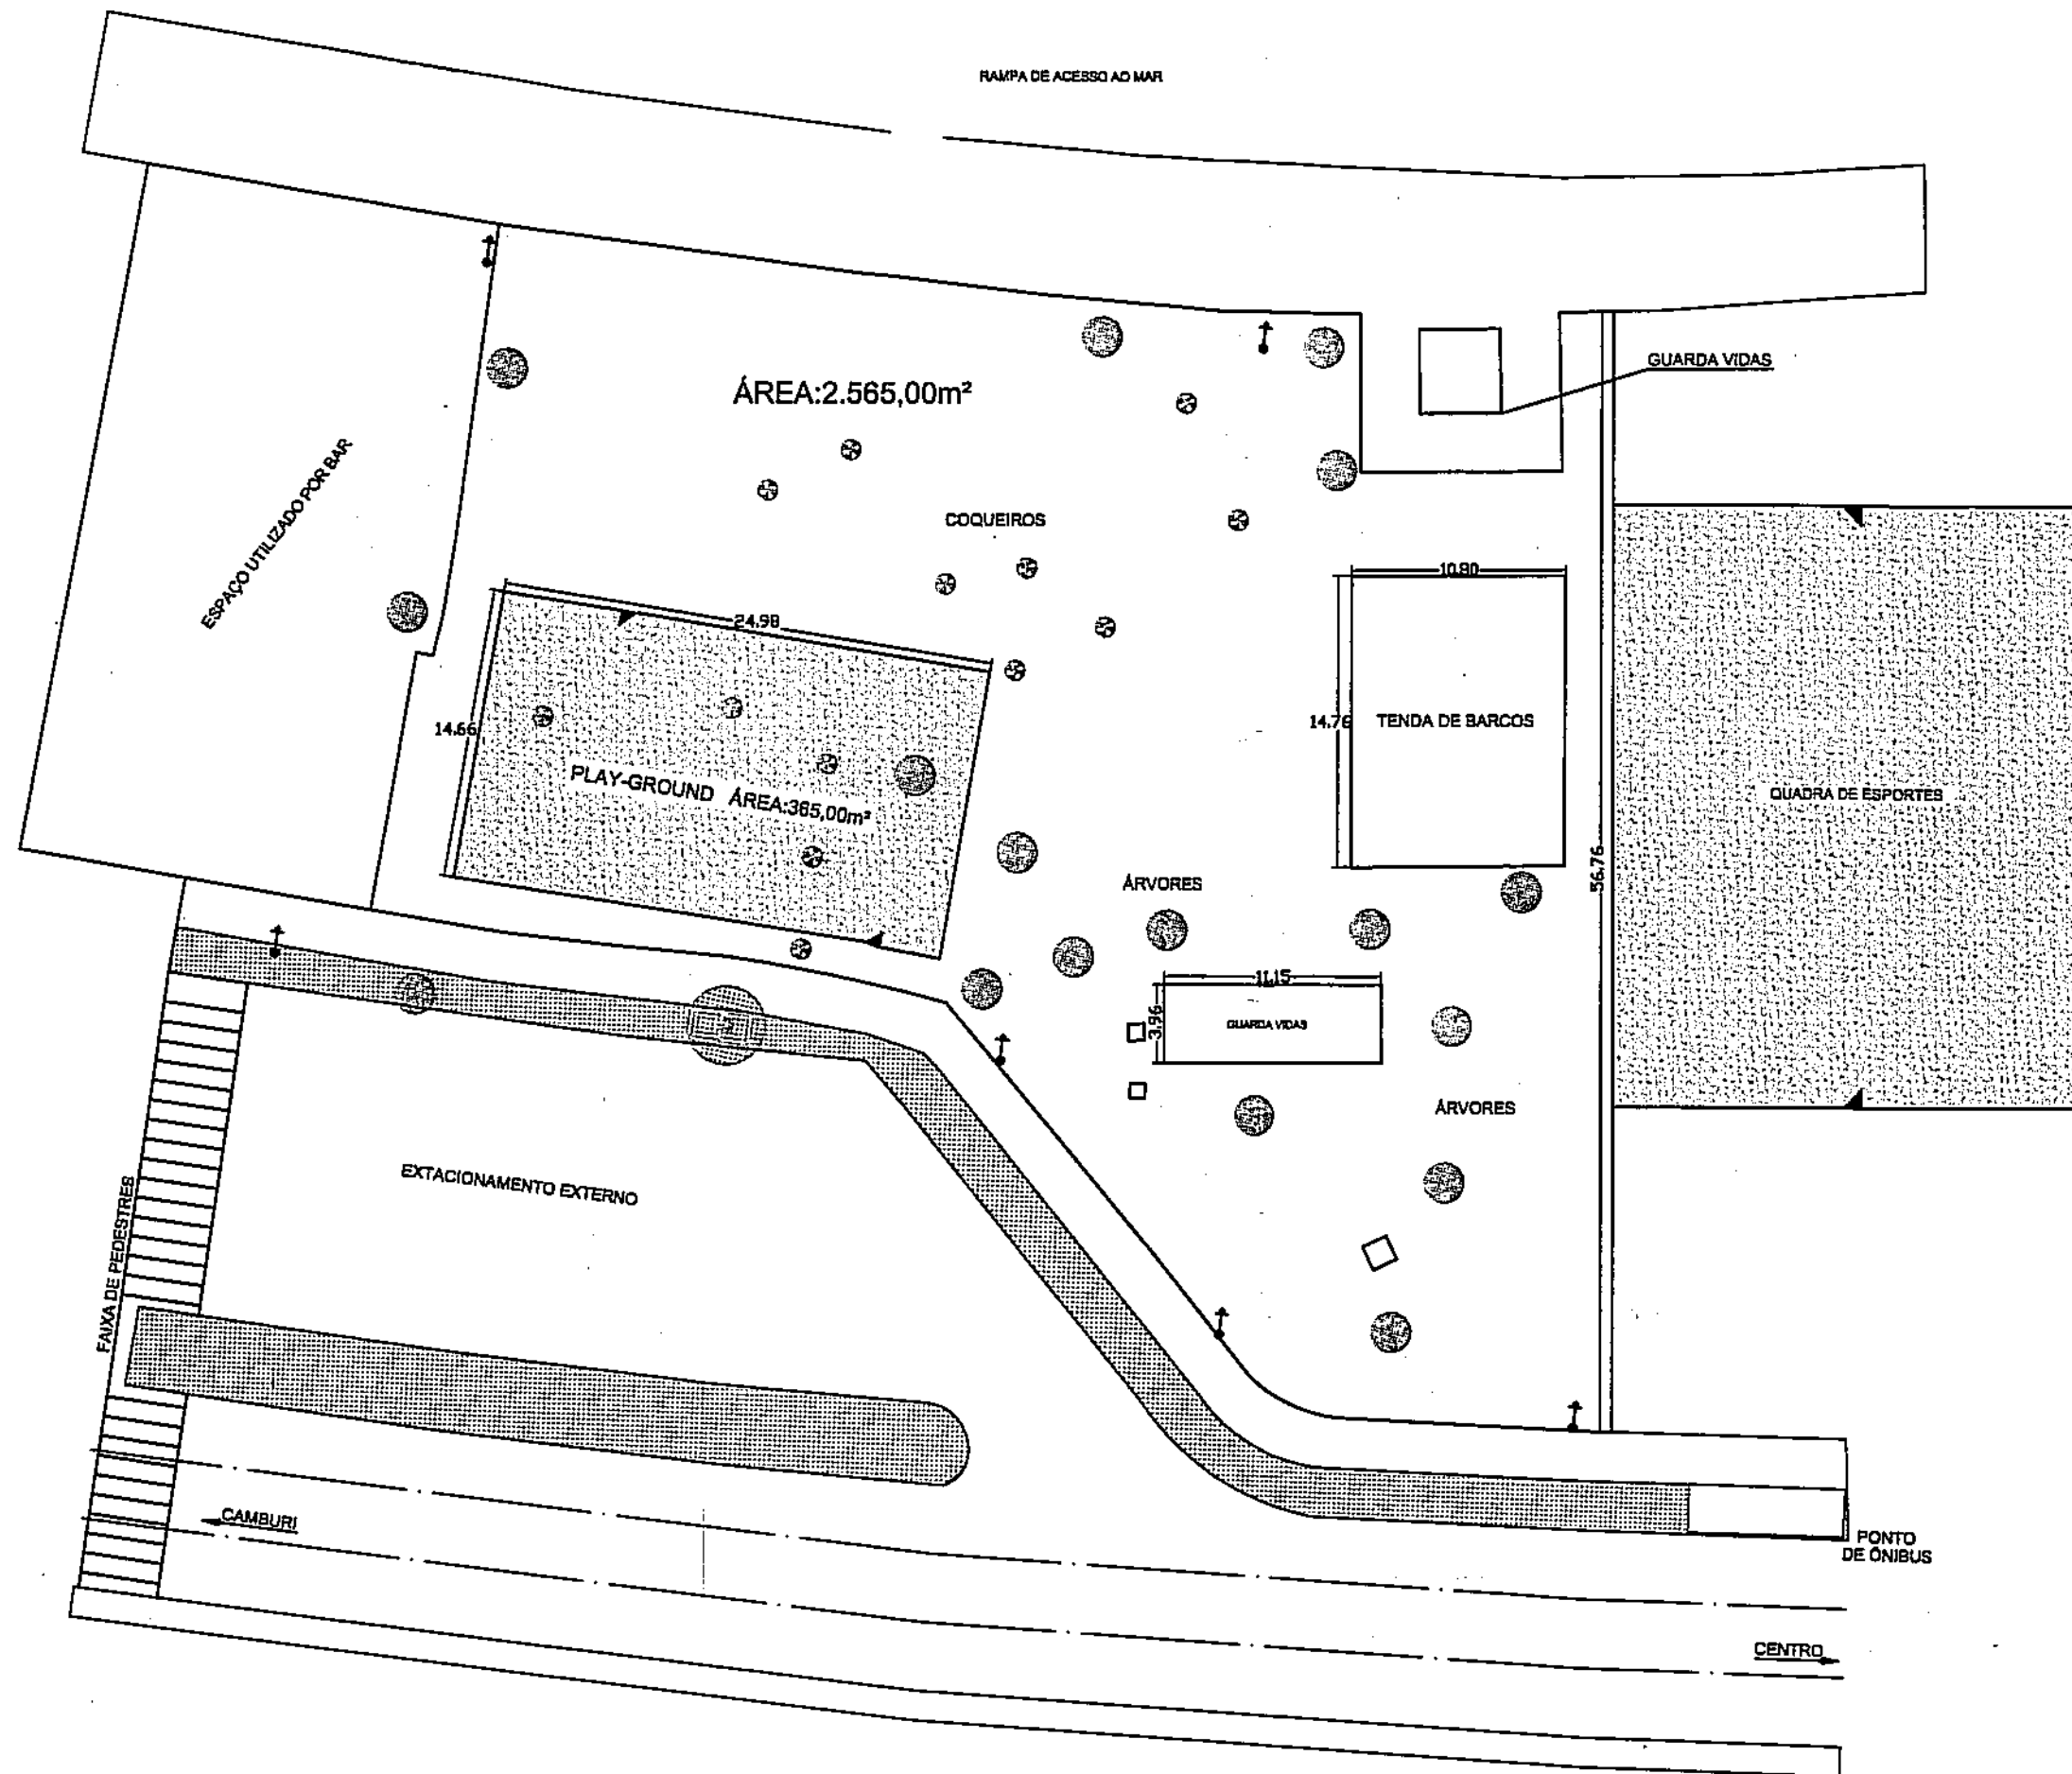 RAMPA DE ACESSO AO MAR
GUARDA VIDAS
ÁREA:2.565,00m²
ESPAÇO UTILIZADO POR BAR
COQUEIROS
10.80
24.98
14.66
14.76
TENDA DE BARCOS
PLAY-GROUND ÁREA:365,00m²
QUADRA DE ESPORTES
56.76
ÁRVORES
11.15
3.96
GUARDA VIDAS
ÁRVORES
EXTACIONAMENTO EXTERNO
FAIXA DE PEDESTRES
CAMBURI
PONTO
DE ÔNIBUS
CENTRO